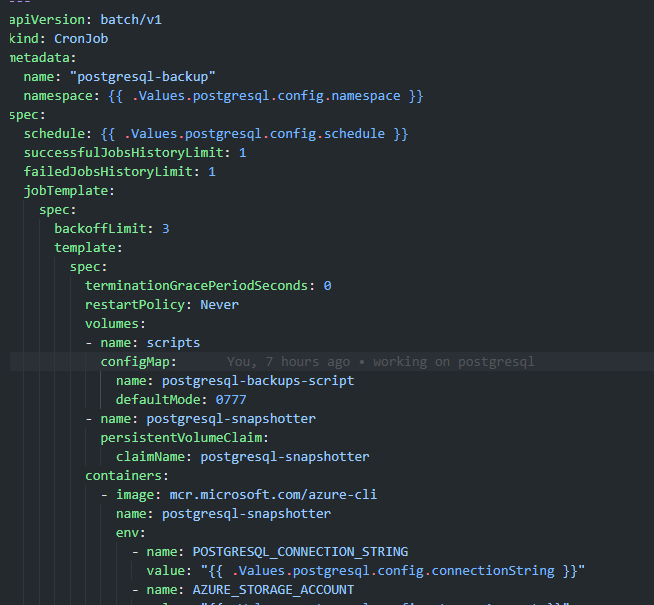 ---
apiVersion: batch/v1
kind: CronJob
metadata:
  name: "postgresql-backup"
  namespace: {{ .Values.postgresql.config.namespace }}
spec:
  schedule: {{ .Values.postgresql.config.schedule }}
  successfulJobsHistoryLimit: 1
  failedJobsHistoryLimit: 1
  jobTemplate:
    spec:
      backoffLimit: 3
      template:
        spec:
          terminationGracePeriodSeconds: 0
          restartPolicy: Never
          volumes:
          - name: scripts
            configMap: You, 7 hours ago • working on postgresql
              name: postgresql-backups-script
              defaultMode: 0777
          - name: postgresql-snapshotter
            persistentVolumeClaim:
              claimName: postgresql-snapshotter
          containers:
            - image: mcr.microsoft.com/azure-cli
              name: postgresql-snapshotter
              env:
                - name: POSTGRESQL_CONNECTION_STRING
                  value: "{{ .Values.postgresql.config.connectionString }}"
                - name: AZURE_STORAGE_ACCOUNT